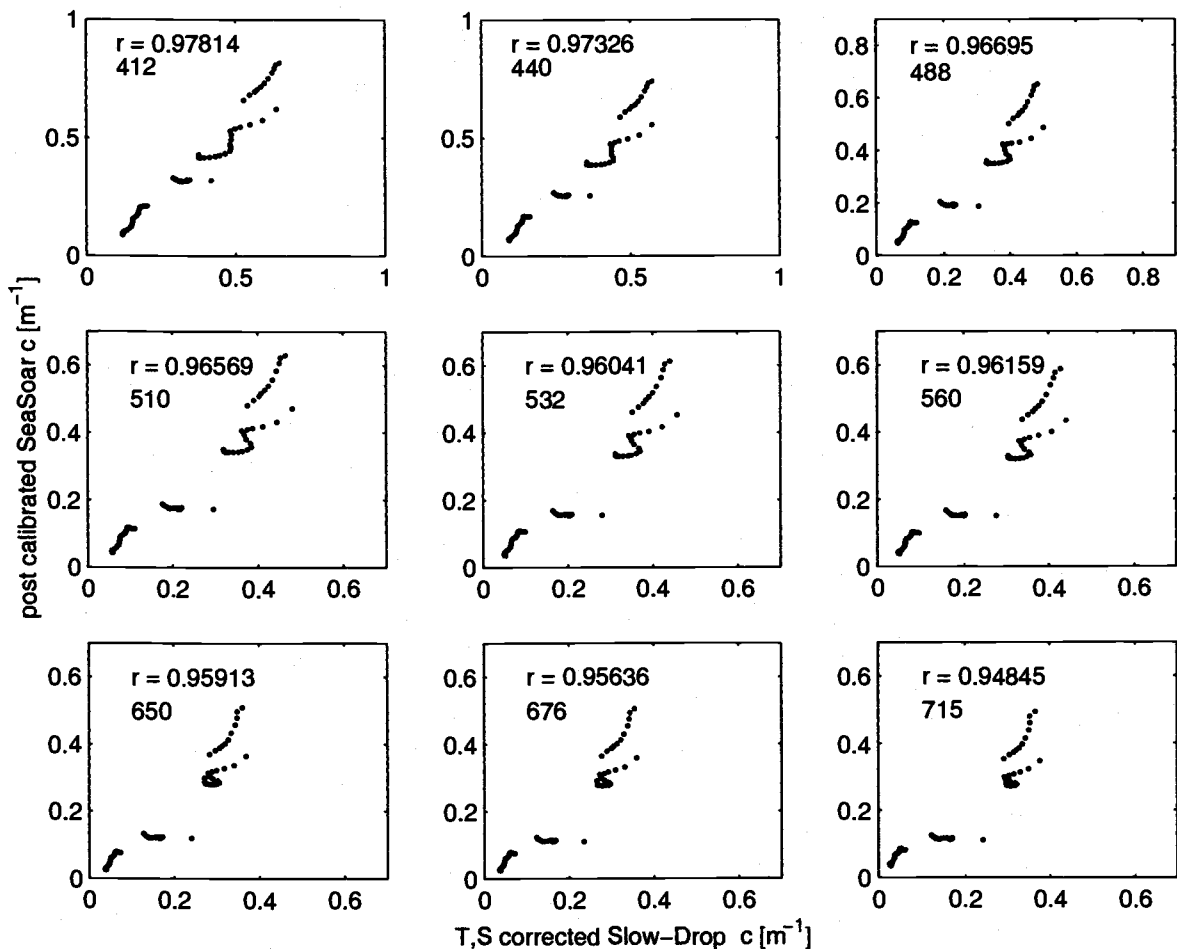 post calibrated SeaSoar c [m⁻¹]
1
0.5
0
r = 0.97814
412
0
0.5
1
1
0.5
0
r = 0.97326
440
0
0.5
1
0.8
0.6
0.4
0.2
0
r = 0.96695
488
0 0.2 0.4 0.6 0.8
0.6
0.4
0.2
0
r = 0.96569
510
0 0.2 0.4 0.6
0.6
0.4
0.2
0
r = 0.96041
532
0 0.2 0.4 0.6
0.6
0.4
0.2
0
r = 0.96159
560
0 0.2 0.4 0.6
0.6
0.4
0.2
0
r = 0.95913
650
0 0.2 0.4 0.6
0.6
0.4
0.2
0
r = 0.95636
676
0 0.2 0.4 0.6
0.6
0.4
0.2
0
r = 0.94845
715
0 0.2 0.4 0.6
T,S corrected Slow-Drop c [m⁻¹]